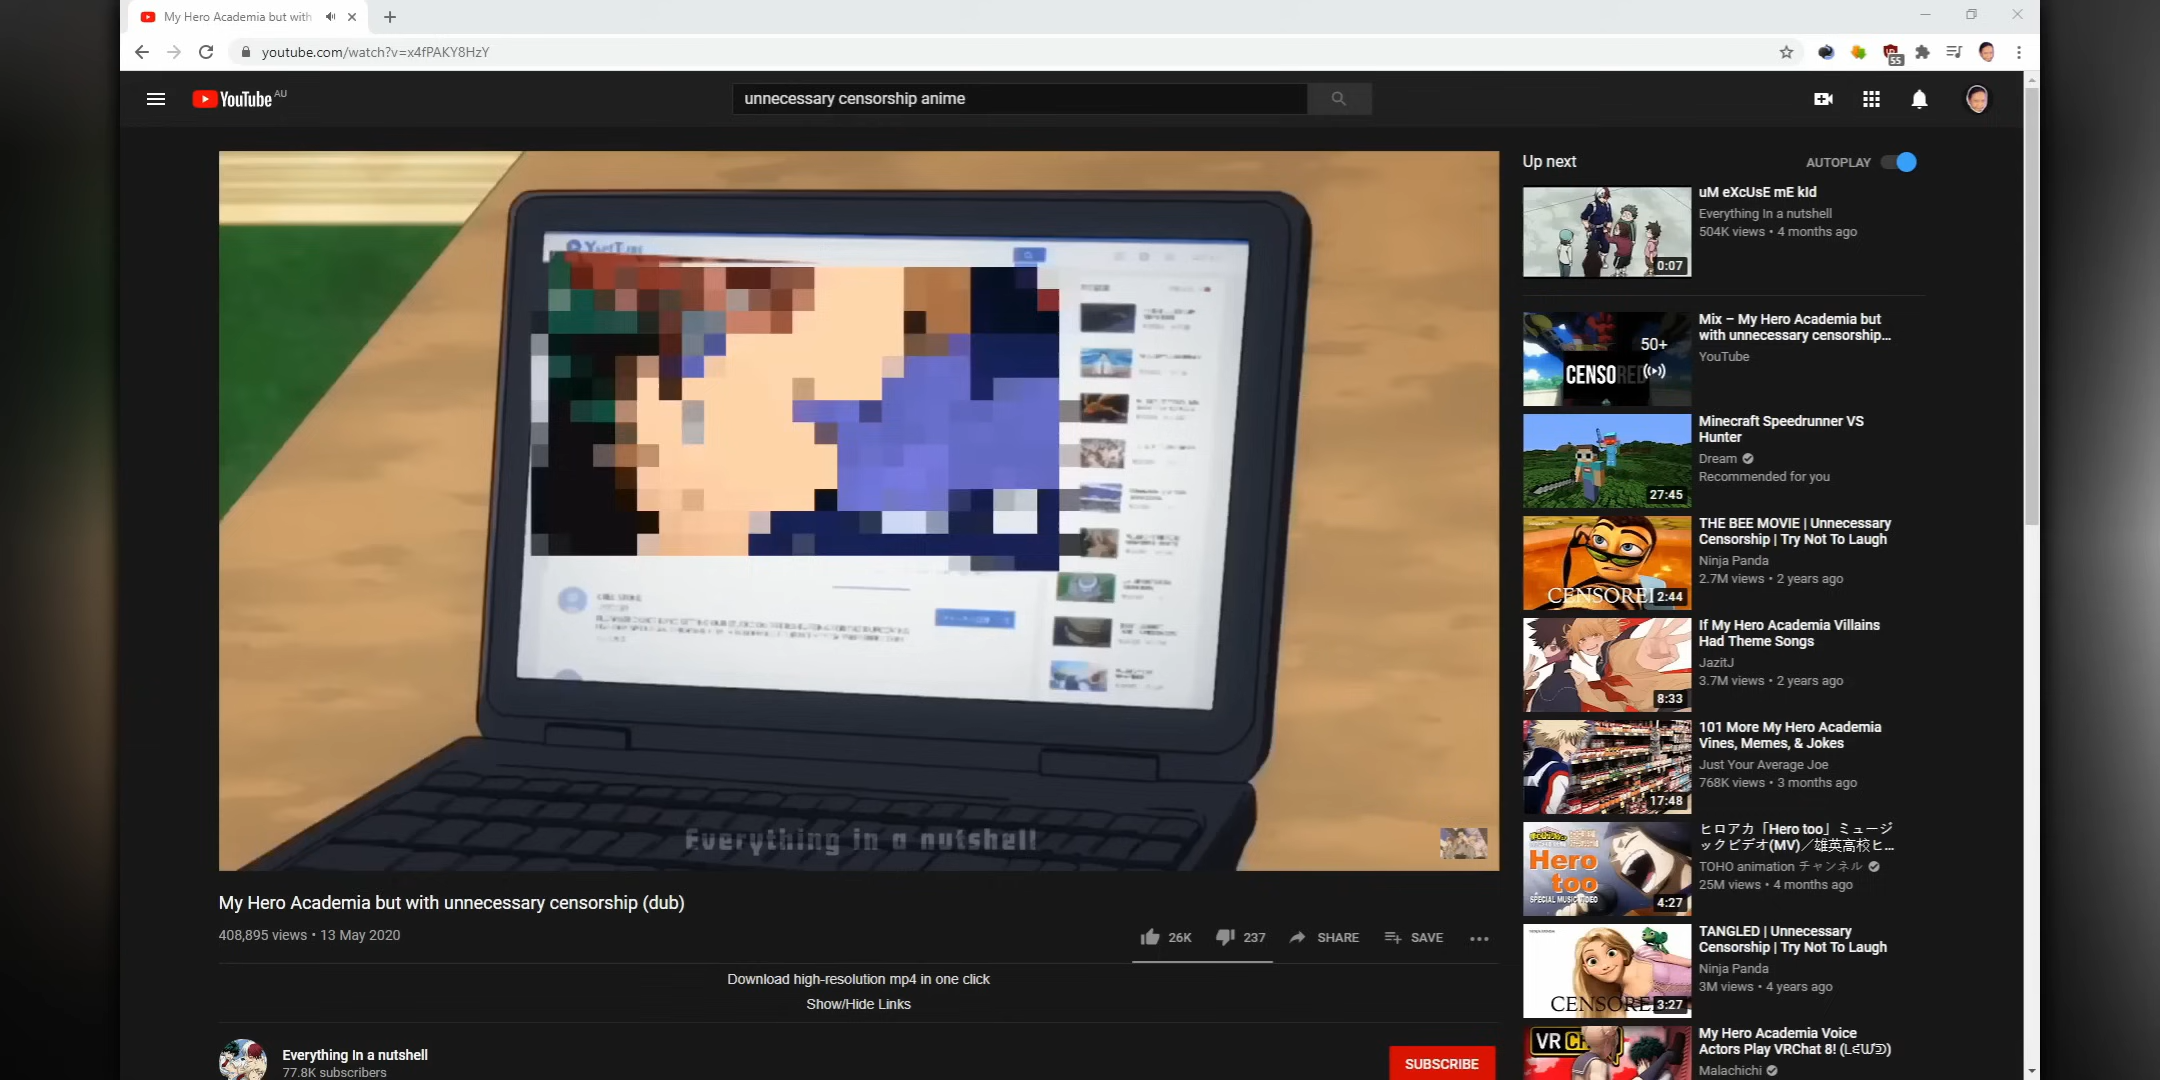 My Hero Academia but with
youtube.com/watch?v=x4fPAKY8HzY
55
YouTube AU
unnecessary censorship anime
Everything in a nutshell
My Hero Academia but with unnecessary censorship (dub)
408,895 views • 13 May 2020
26K
237
SHARE
SAVE
Download high-resolution mp4 in one click
Show/Hide Links
Everything In a nutshell
77.8K subscribers
SUBSCRIBE
Up next
AUTOPLAY
uM eXcUsE mE kId
Everything In a nutshell
504K views • 4 months ago
0:07
Mix – My Hero Academia but
with unnecessary censorship...
YouTube
50+
CENSORED
Minecraft Speedrunner VS
Hunter
Dream
Recommended for you
27:45
THE BEE MOVIE | Unnecessary
Censorship | Try Not To Laugh
Ninja Panda
2.7M views • 2 years ago
CENSORE
2:44
If My Hero Academia Villains
Had Theme Songs
JazitJ
3.7M views • 2 years ago
8:33
101 More My Hero Academia
Vines, Memes, & Jokes
Just Your Average Joe
768K views • 3 months ago
17:48
ヒロアカ「Hero too」ミュージ
ックビデオ(MV)／雄英高校ヒ...
TOHO animation チャンネル
25M views • 4 months ago
Hero
too
SPECIAL MUSIC VIDEO
4:27
TANGLED | Unnecessary
Censorship | Try Not To Laugh
Ninja Panda
3M views • 4 years ago
CENSORE
3:27
My Hero Academia Voice
Actors Play VRChat 8!
Malachichi
VR